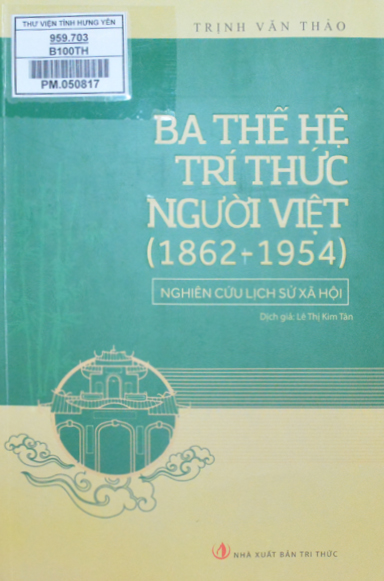 THƯ VIỆN TỈNH HƯNG YÊN
959.703
B100TH
PM.050817
TRỊNH VĂN THẢO
BA THẾ HỆ
TRÍ THỨC
NGƯỜI VIỆT
(1862-1954)
NGHIÊN CỨU LỊCH SỬ XÃ HỘI
Dịch giả: Lê Thị Kim Tân
NHÀ XUẤT BẢN TRI THỨC